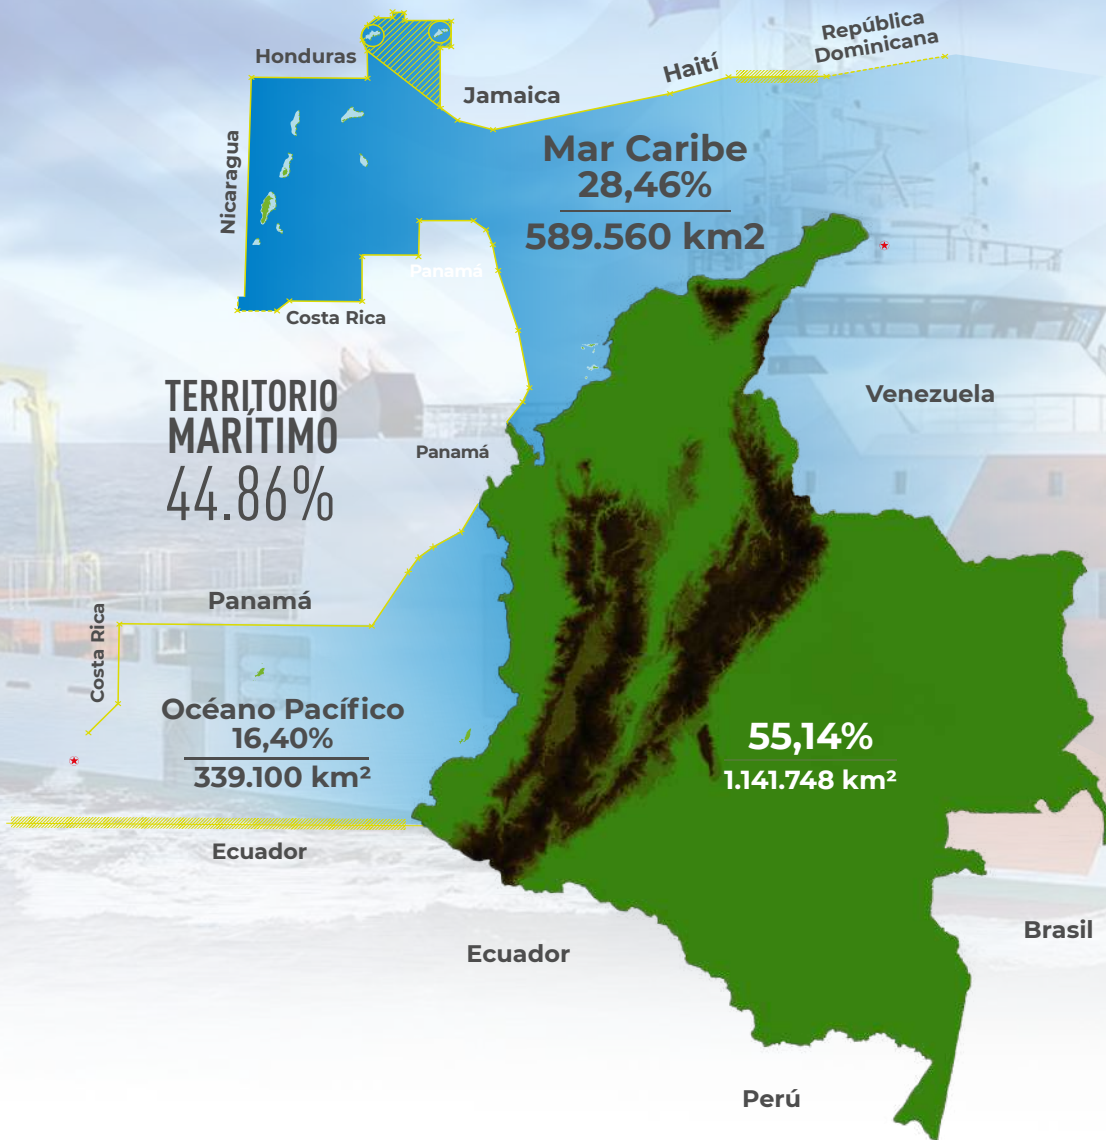 República
Dominicana
Haití
Honduras
Jamaica
Nicaragua
Mar Caribe
28,46%
589.560 km2
Panamá
Costa Rica
TERRITORIO
MARÍTIMO
44.86%
Venezuela
Panamá
Panamá
Costa Rica
Océano Pacífico
16,40%
339.100 km²
55,14%
1.141.748 km²
Ecuador
Ecuador
Brasil
Perú